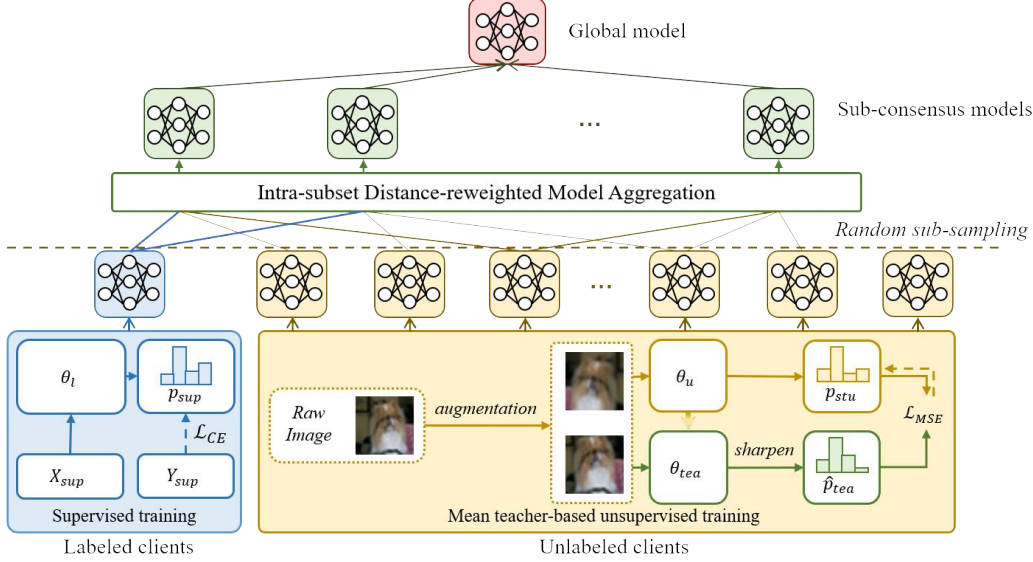 Global model
Sub-consensus models
...
Intra-subset Distance-reweighted Model Aggregation
Random sub-sampling
...
θ_l
p_sup
L_CE
X_sup
Y_sup
Supervised training
Labeled clients
Raw
Image
augmentation
θ_u
p_stu
L_MSE
θ_tea
sharpen
p̂_tea
Mean teacher-based unsupervised training
Unlabeled clients